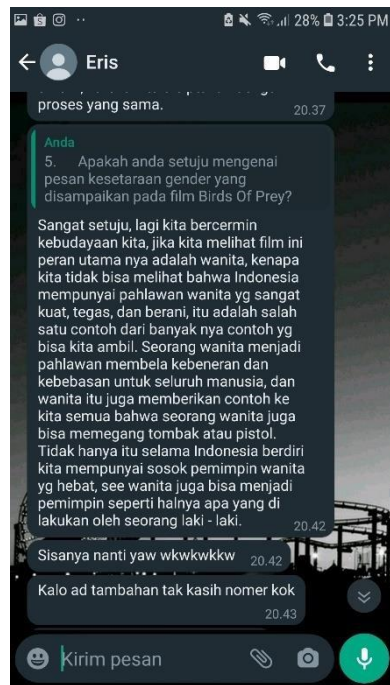 28% 3:25 PM
Eris
proses yang sama.
20.37
Anda
5. Apakah anda setuju mengenai
pesan kesetaraan gender yang
disampaikan pada film Birds Of Prey?
Sangat setuju, lagi kita bercermin
kebudayaan kita, jika kita melihat film ini
peran utama nya adalah wanita, kenapa
kita tidak bisa melihat bahwa Indonesia
mempunyai pahlawan wanita yg sangat
kuat, tegas, dan berani, itu adalah salah
satu contoh dari banyak nya contoh yg
bisa kita ambil. Seorang wanita menjadi
pahlawan membela kebeneran dan
kebebasan untuk seluruh manusia, dan
wanita itu juga memberikan contoh ke
kita semua bahwa seorang wanita juga
bisa memegang tombak atau pistol.
Tidak hanya itu selama Indonesia berdiri
kita mempunyai sosok pemimpin wanita
yg hebat, see wanita juga bisa menjadi
pemimpin seperti halnya apa yang di
lakukan oleh seorang laki - laki.
20.42
Sisanya nanti yaw wkwkwkkw 20.42
Kalo ad tambahan tak kasih nomer kok
20.43
Kirim pesan